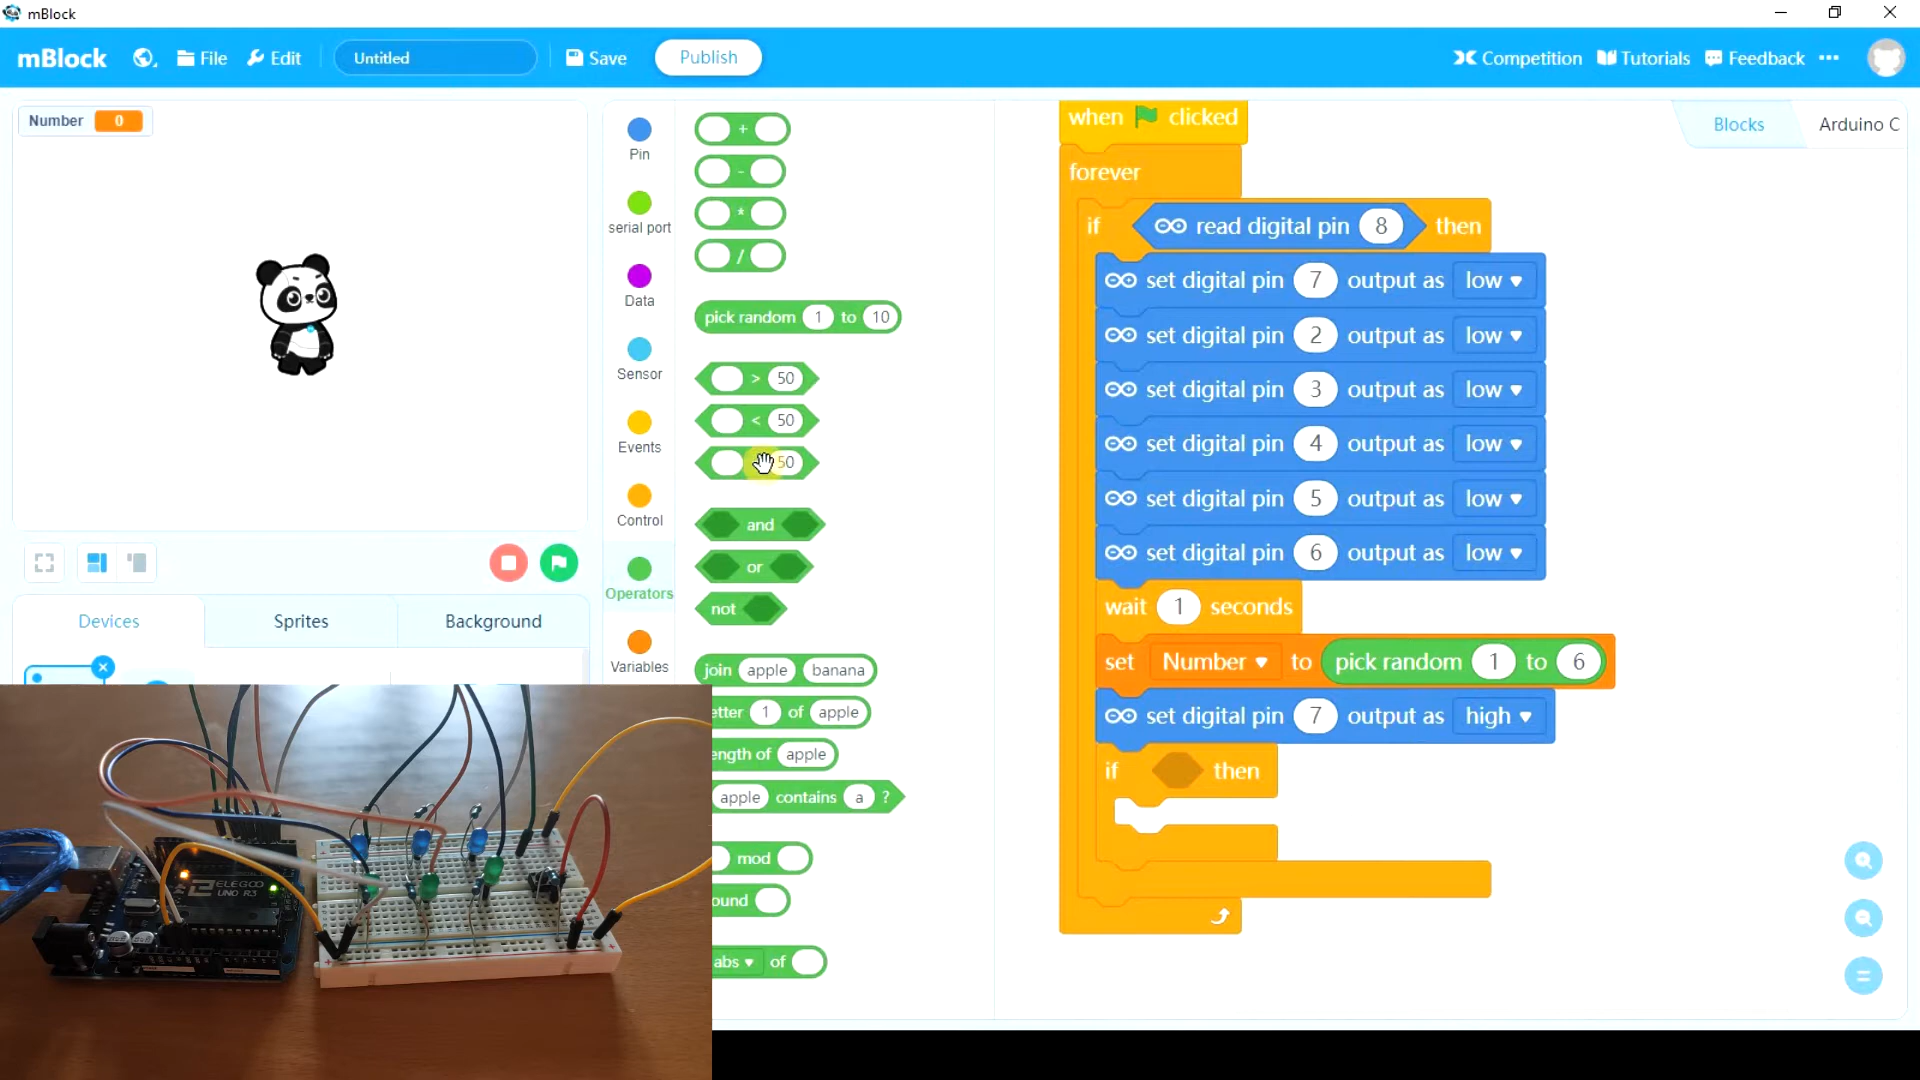 mBlock
mBlock File Edit Untitled Save Publish Competition Tutorials Feedback
Number 0
Devices Sprites Background
Pin
serial port
Data
Sensor
Events
Control
Operators
Variables
+
-
*
/
pick random 1 to 10
> 50
< 50
50
and
or
not
join apple banana
etter 1 of apple
ength of apple
apple contains a ?
mod
ound
abs of
when clicked
forever
if read digital pin 8 then
set digital pin 7 output as low
set digital pin 2 output as low
set digital pin 3 output as low
set digital pin 4 output as low
set digital pin 5 output as low
set digital pin 6 output as low
wait 1 seconds
set Number to pick random 1 to 6
set digital pin 7 output as high
if then
Blocks Arduino C
ELEGOO
UNO R3